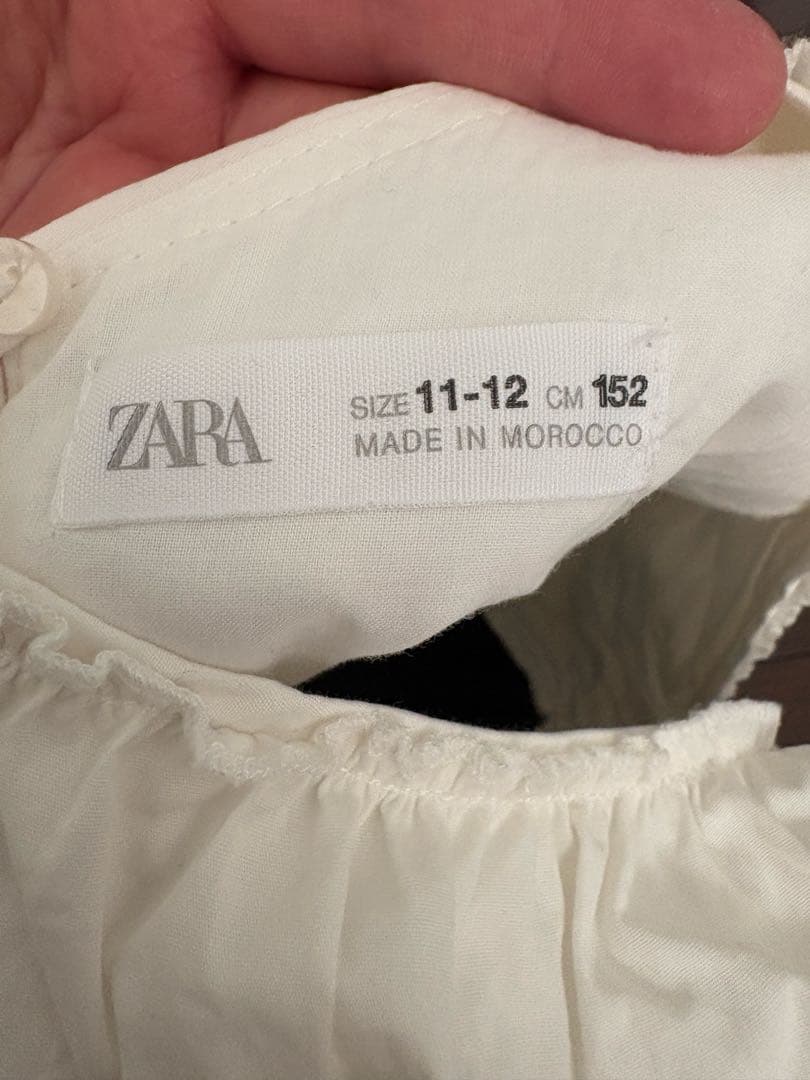 ZARA
SIZE 11-12 CM 152
MADE IN MOROCCO